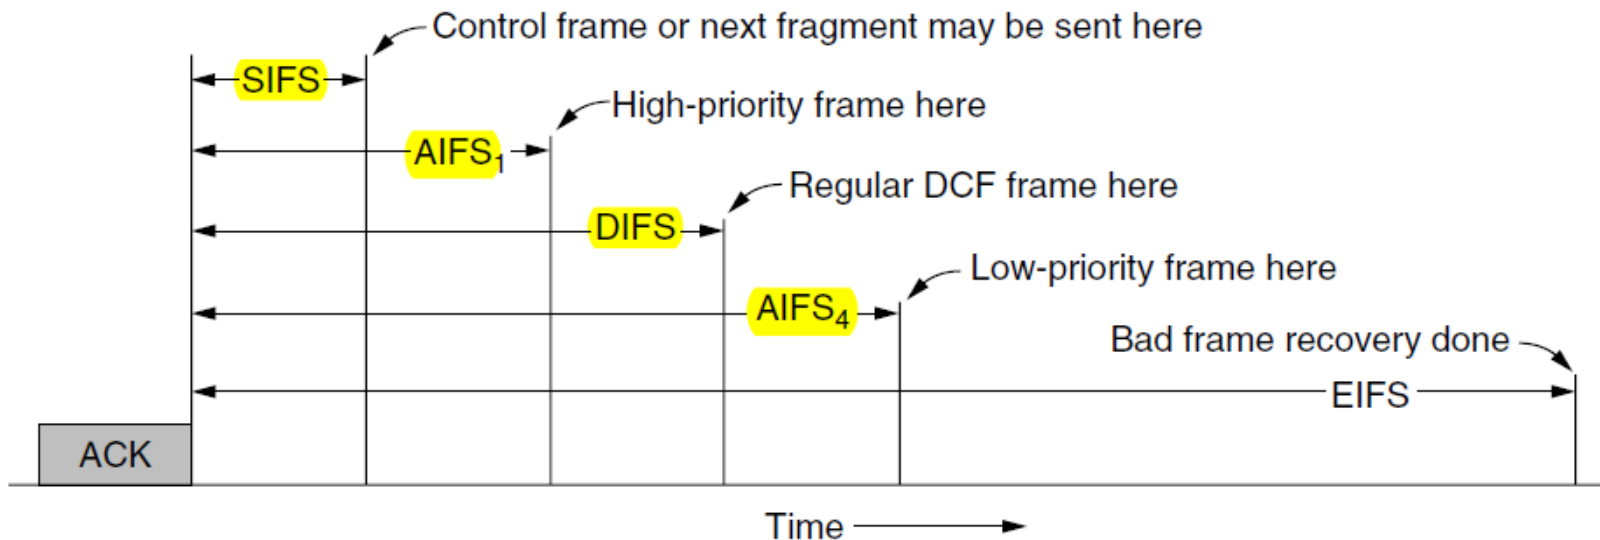 Control frame or next fragment may be sent here
SIFS
High-priority frame here
AIFS₁
Regular DCF frame here
DIFS
Low-priority frame here
AIFS₄
Bad frame recovery done
EIFS
ACK
Time